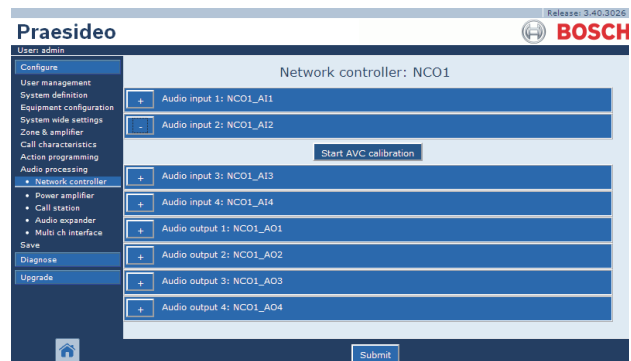 Release: 3.40.3026
Praesideo
BOSCH
User: admin
Configure
User management
System definition
Equipment configuration
System wide settings
Zone & amplifier
Call characteristics
Action programming
Audio processing
• Network controller
• Power amplifier
• Call station
• Audio expander
• Multi ch interface
Save
Diagnose
Upgrade
Network controller: NCO1
+ Audio input 1: NCO1_AI1
- Audio input 2: NCO1_AI2
Start AVC calibration
+ Audio input 3: NCO1_AI3
+ Audio input 4: NCO1_AI4
+ Audio output 1: NCO1_AO1
+ Audio output 2: NCO1_AO2
+ Audio output 3: NCO1_AO3
+ Audio output 4: NCO1_AO4
Submit